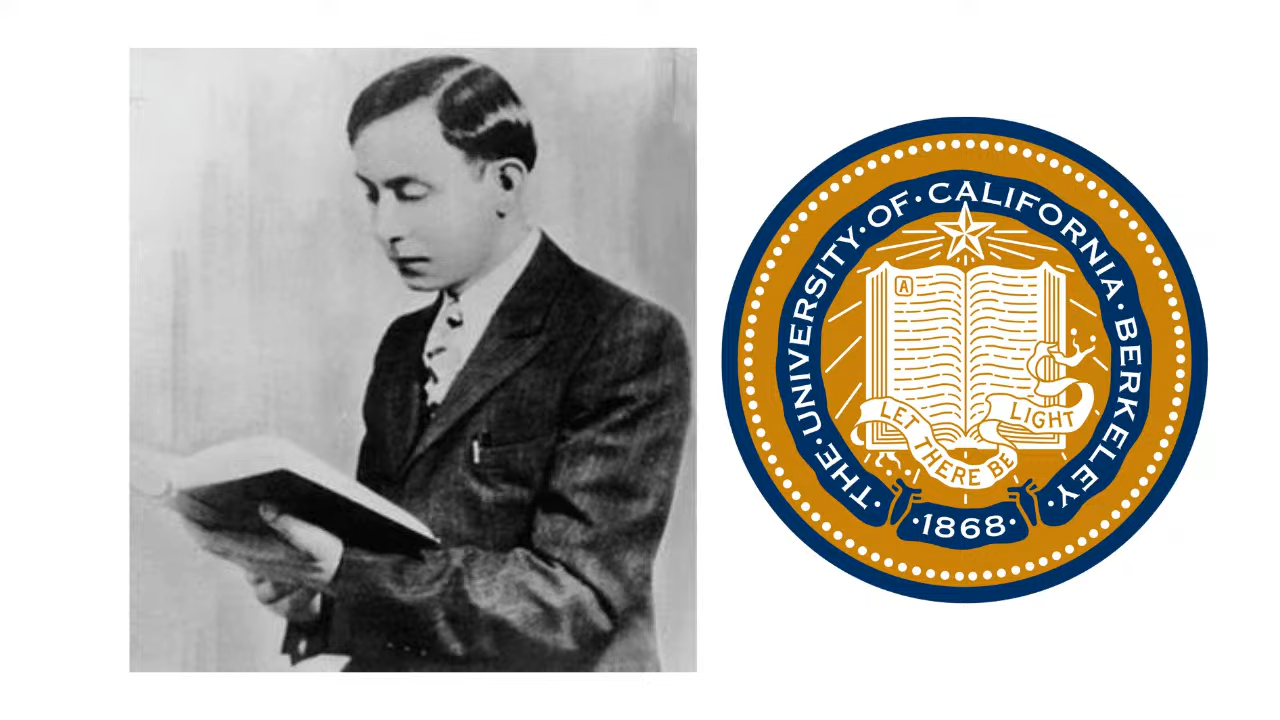 THE·UNIVERSITY·OF·CALIFORNIA·BERKELEY
A
LET THERE BE LIGHT
·1868·